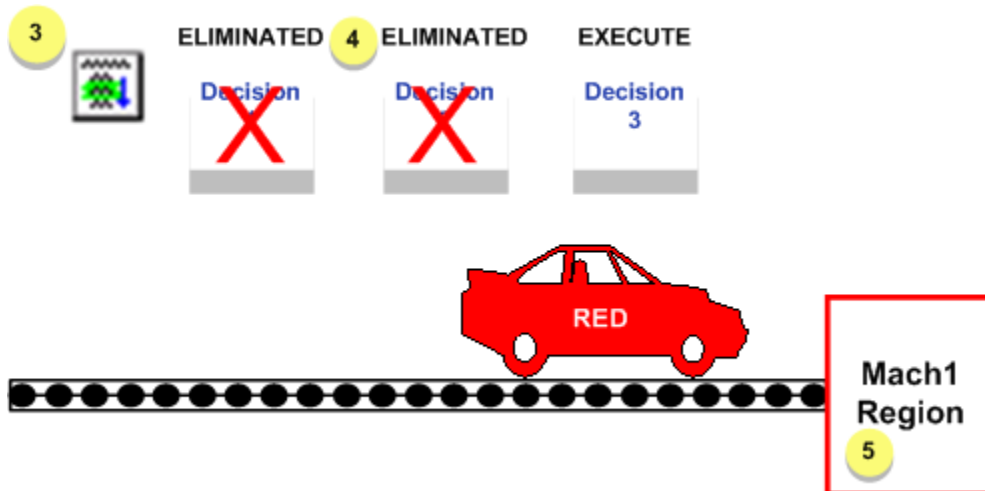 3
ELIMINATED
4
ELIMINATED
EXECUTE
Decision
Decision
Decision
3
RED
Mach1
Region
5